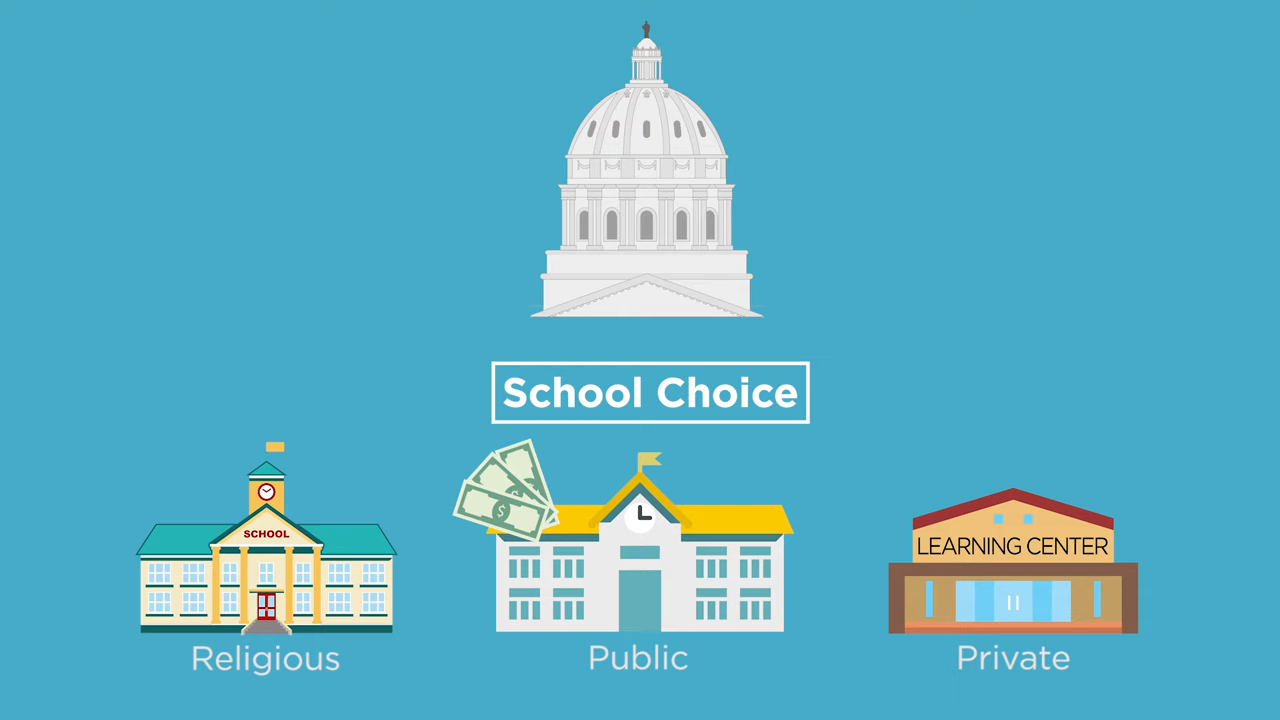 School Choice
SCHOOL
LEARNING CENTER
$
Religious
Public
Private